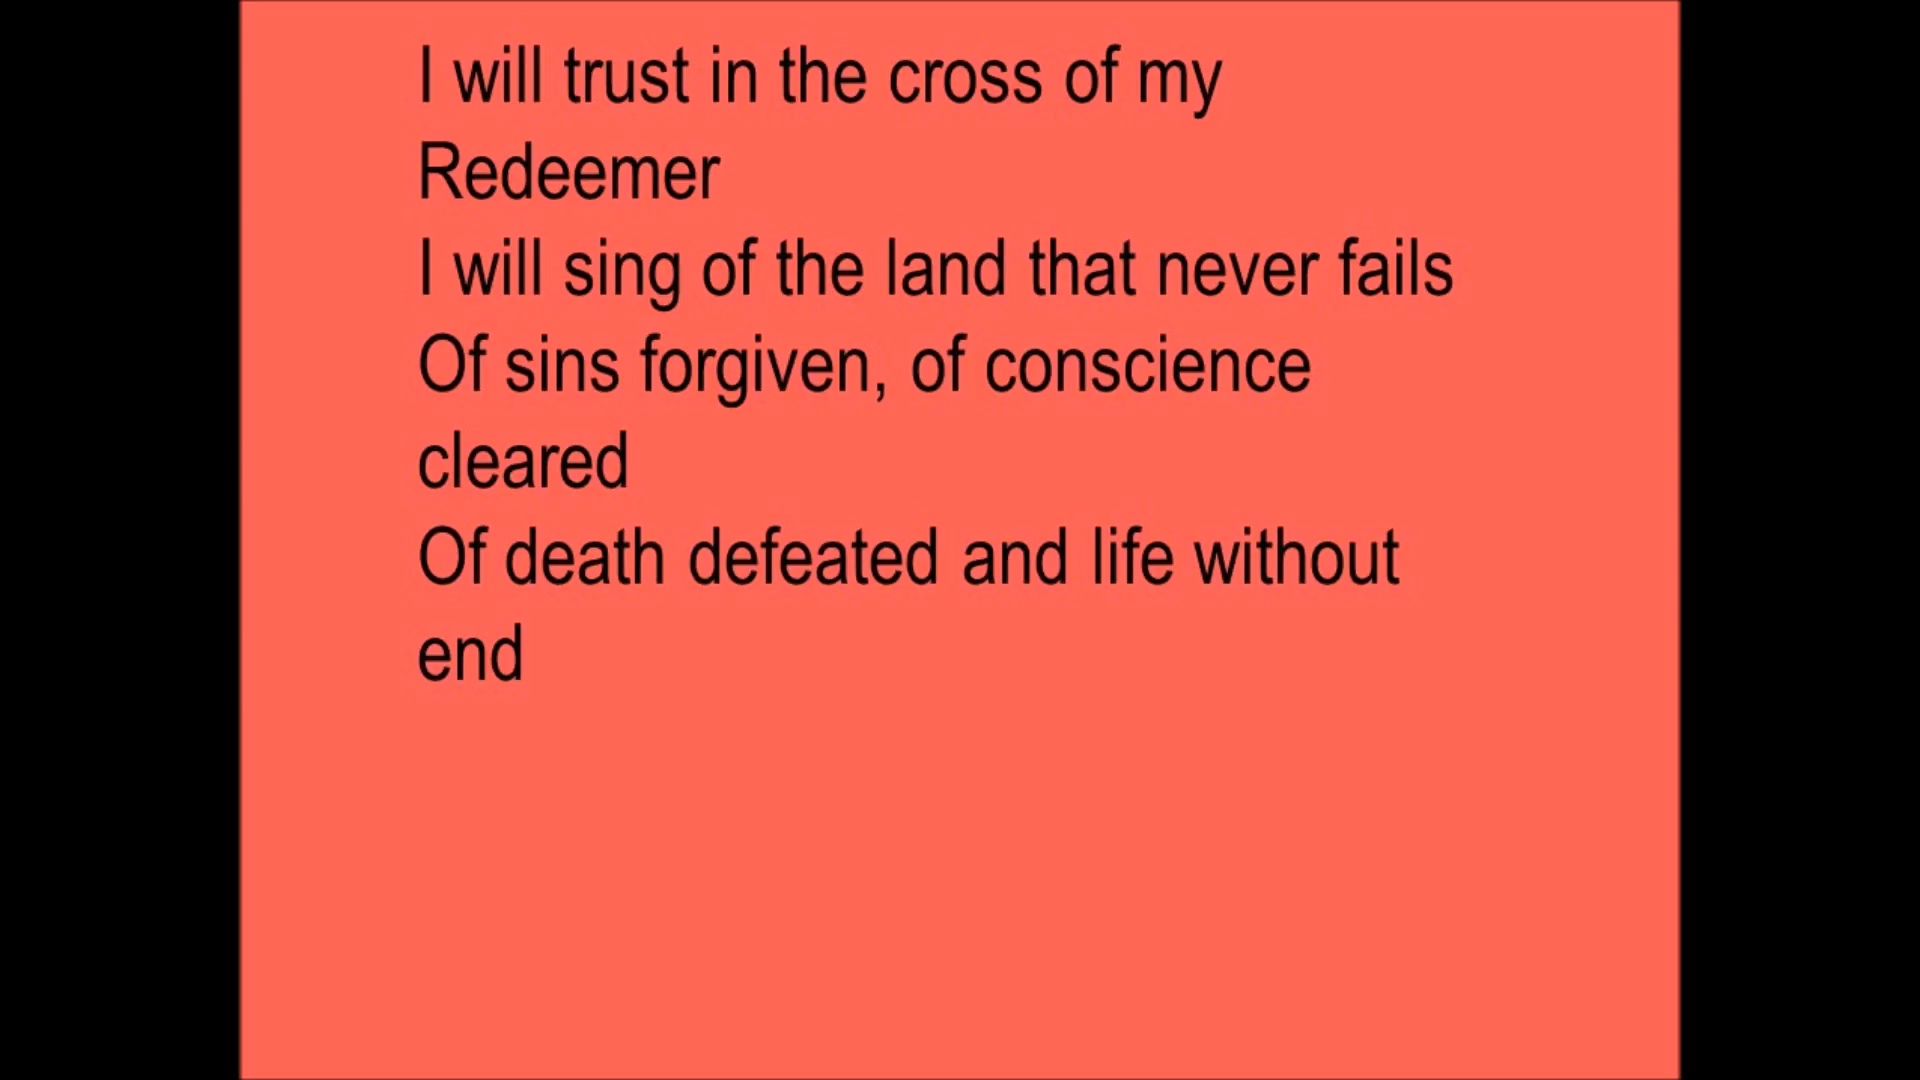 I will trust in the cross of my
Redeemer
I will sing of the land that never fails
Of sins forgiven, of conscience
cleared
Of death defeated and life without
end